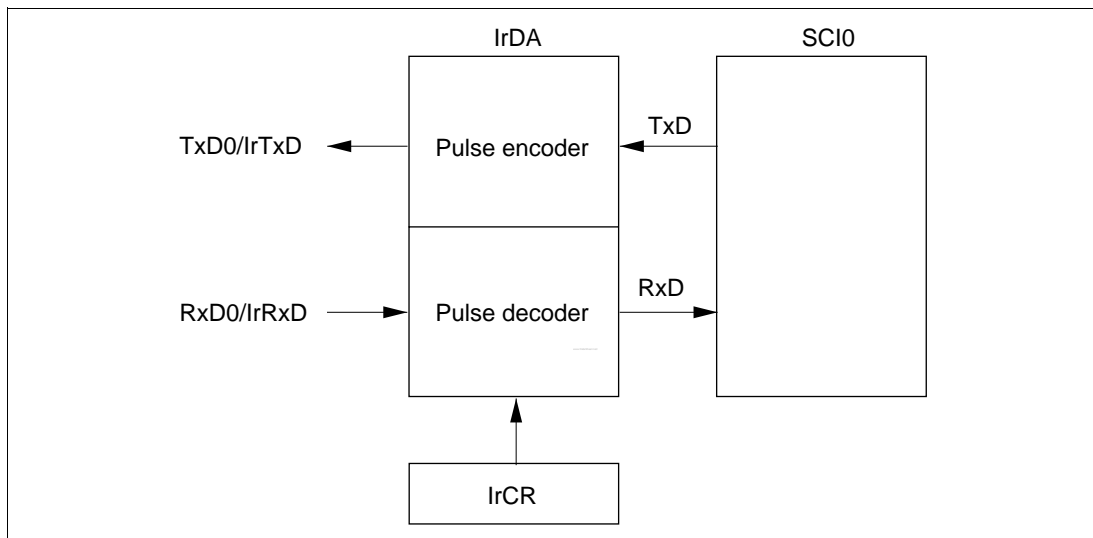 IrDA
SCI0
TxD0/IrTxD
Pulse encoder
TxD
RxD0/IrRxD
Pulse decoder
RxD
IrCR